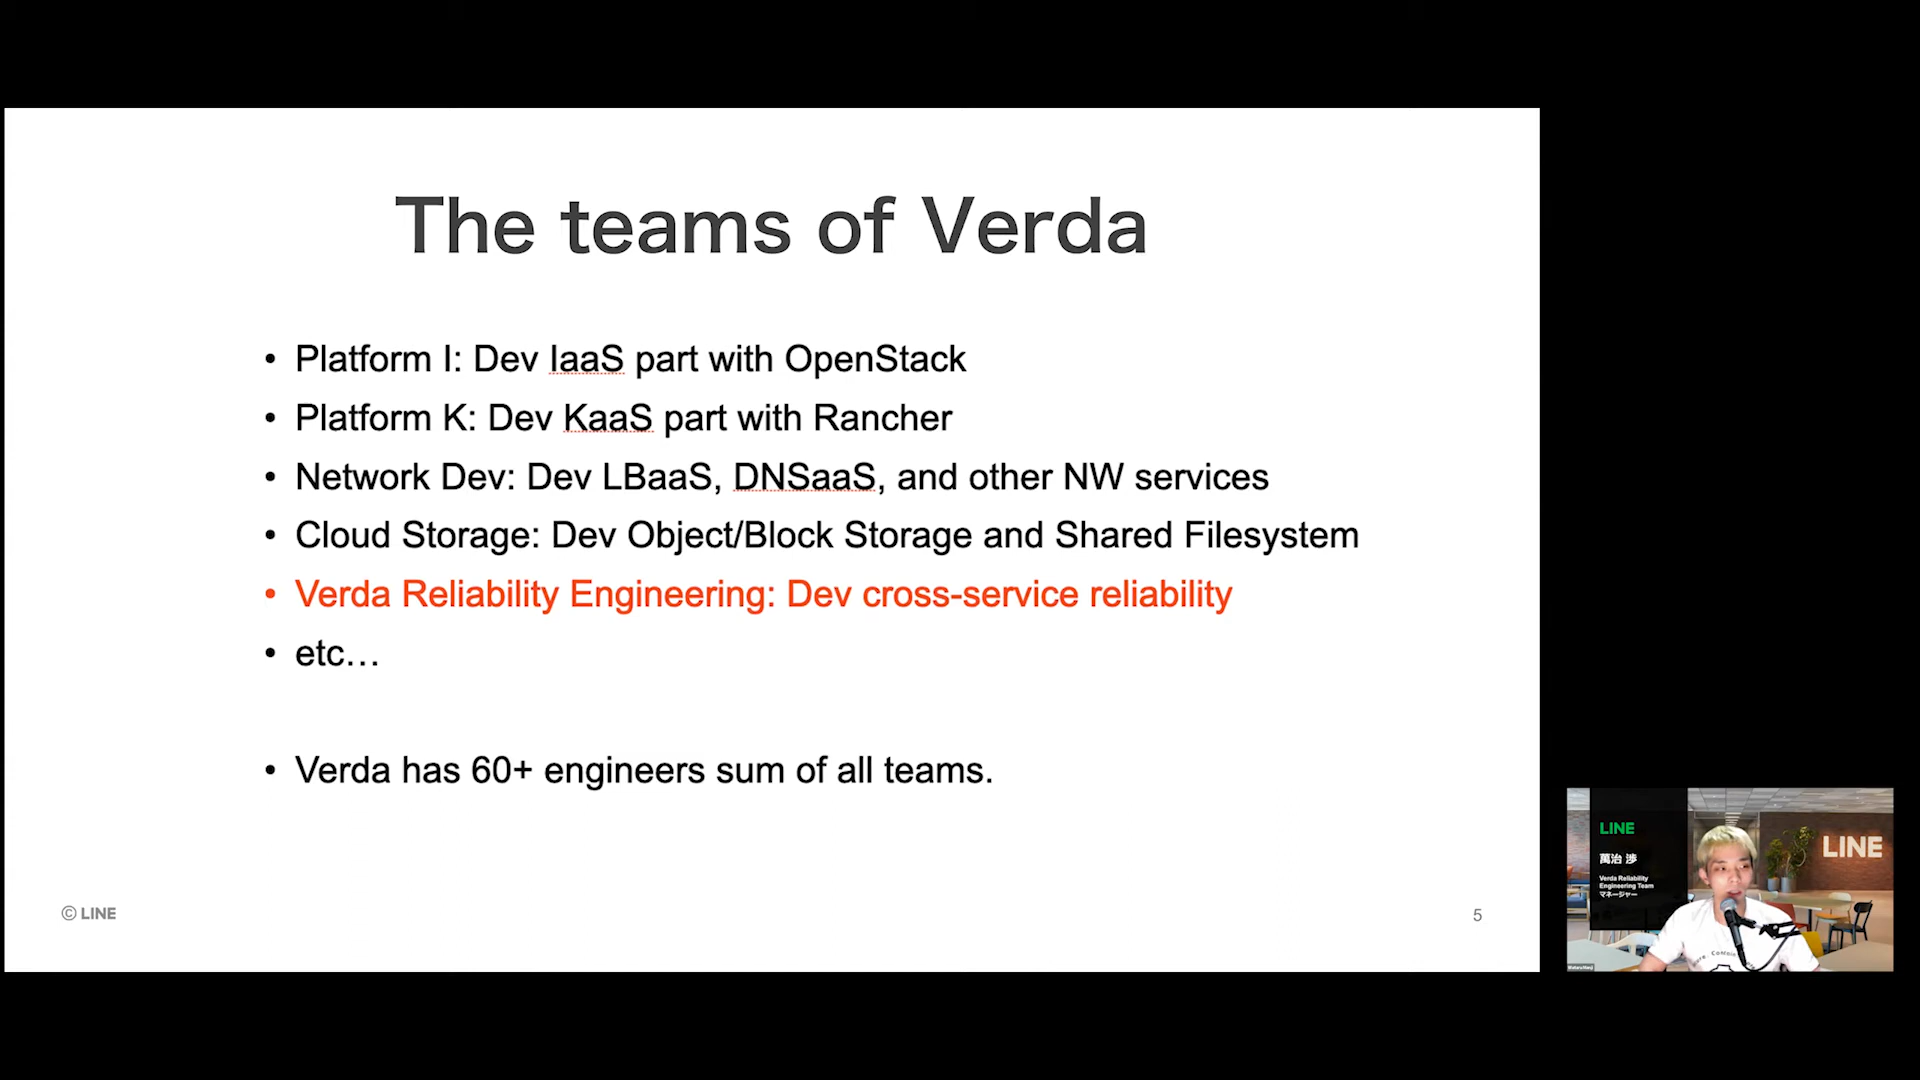 The teams of Verda
• Platform I: Dev IaaS part with OpenStack
• Platform K: Dev KaaS part with Rancher
• Network Dev: Dev LBaaS, DNSaaS, and other NW services
• Cloud Storage: Dev Object/Block Storage and Shared Filesystem
• Verda Reliability Engineering: Dev cross-service reliability
• etc…
• Verda has 60+ engineers sum of all teams.
© LINE
5
LINE
萬治 渉
Verda Reliability
Engineering Team
マネージャー
LINE